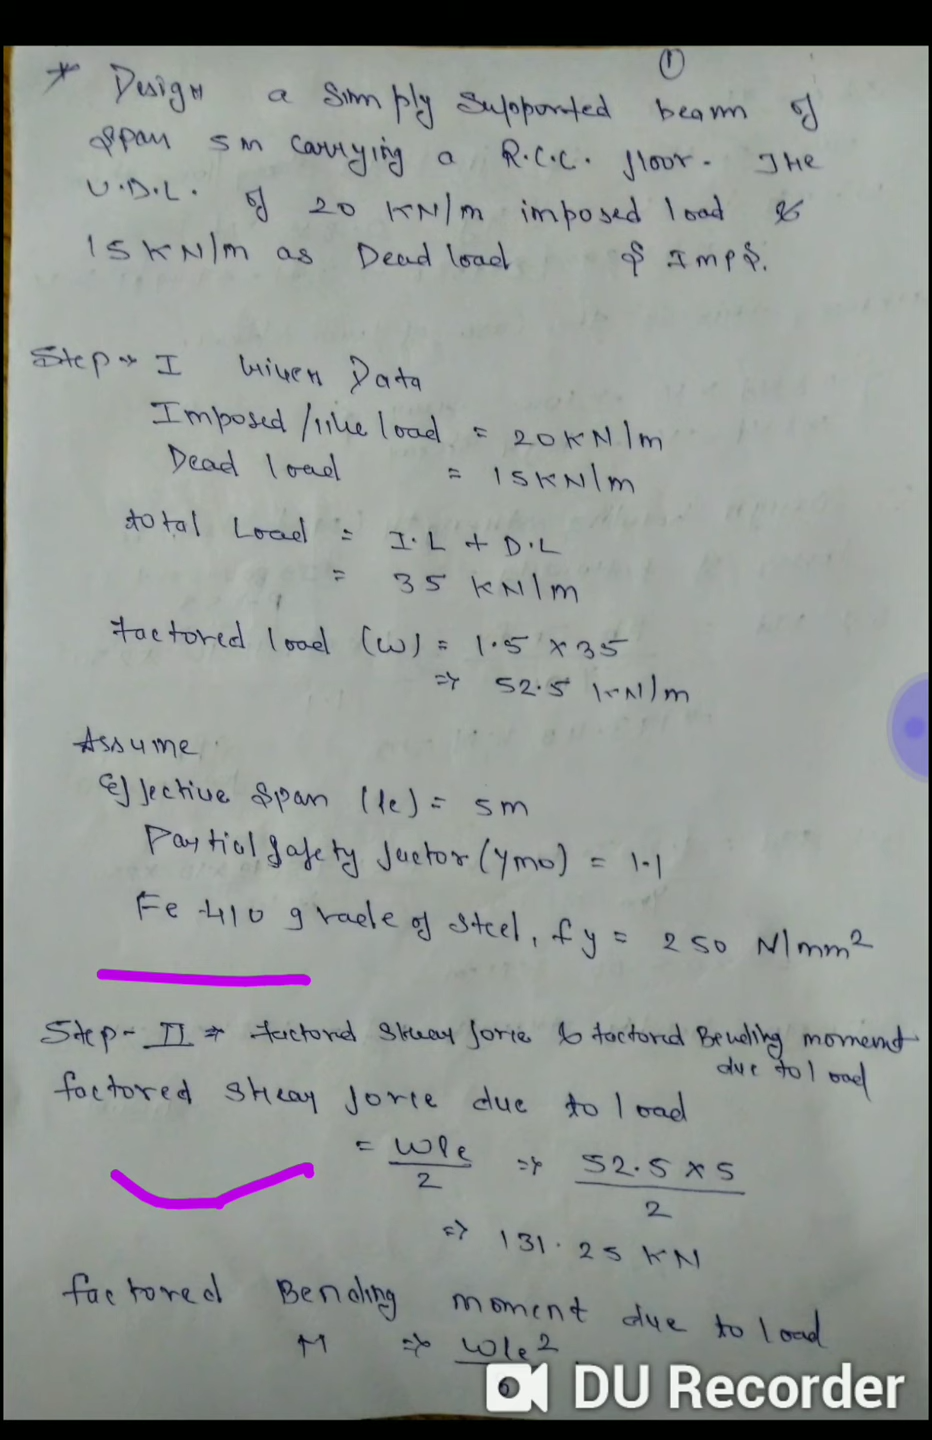 ①
* Design a Simply Supported beam of
Span 5m carrying a R.C.C. floor. The
U.D.L. of 20 KN/m imposed load &
15 KN/m as Dead load $ Imp $.
Step → I Given Data
Imposed / live load = 20 KN/m
Dead load = 15 KN/m
total Load = I.L + D.L
= 35 KN/m
factored load (w) = 1.5 × 35
⇒ 52.5 KN/m
Assume
Effective Span (le) = 5m
Partial Safety factor (γmo) = 1.1
Fe 410 grade of Steel, fy = 250 N/mm²
Step - II → factored Shear force & factored Bending moment
due to load
factored Shear force due to load
= wle/2 ⇒ 52.5 × 5/2
⇒ 131.25 KN
factored Bending moment due to load
M ⇒ wle²
DU Recorder